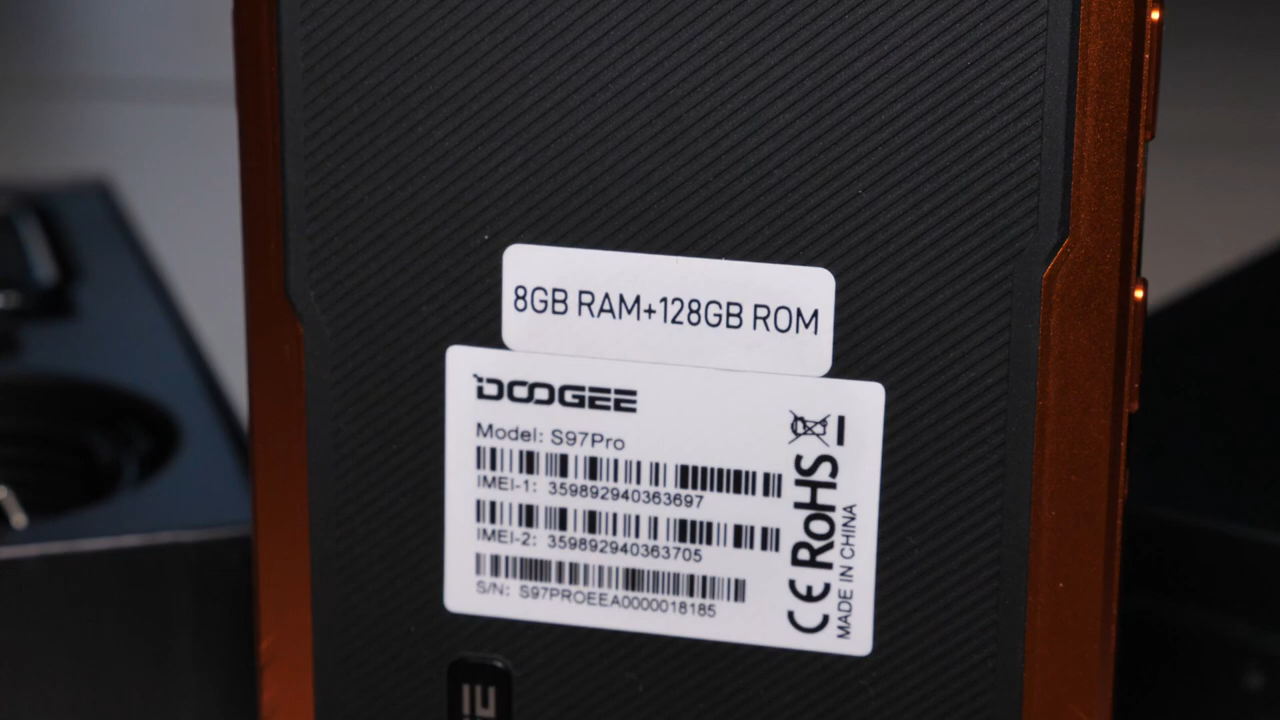 8GB RAM+128GB ROM
DOOGEE
Model: S97Pro
IMEI-1: 359892940363697
IMEI-2: 359892940363705
S/N: S97PROEEA0000018185
CE RoHS
MADE IN CHINA